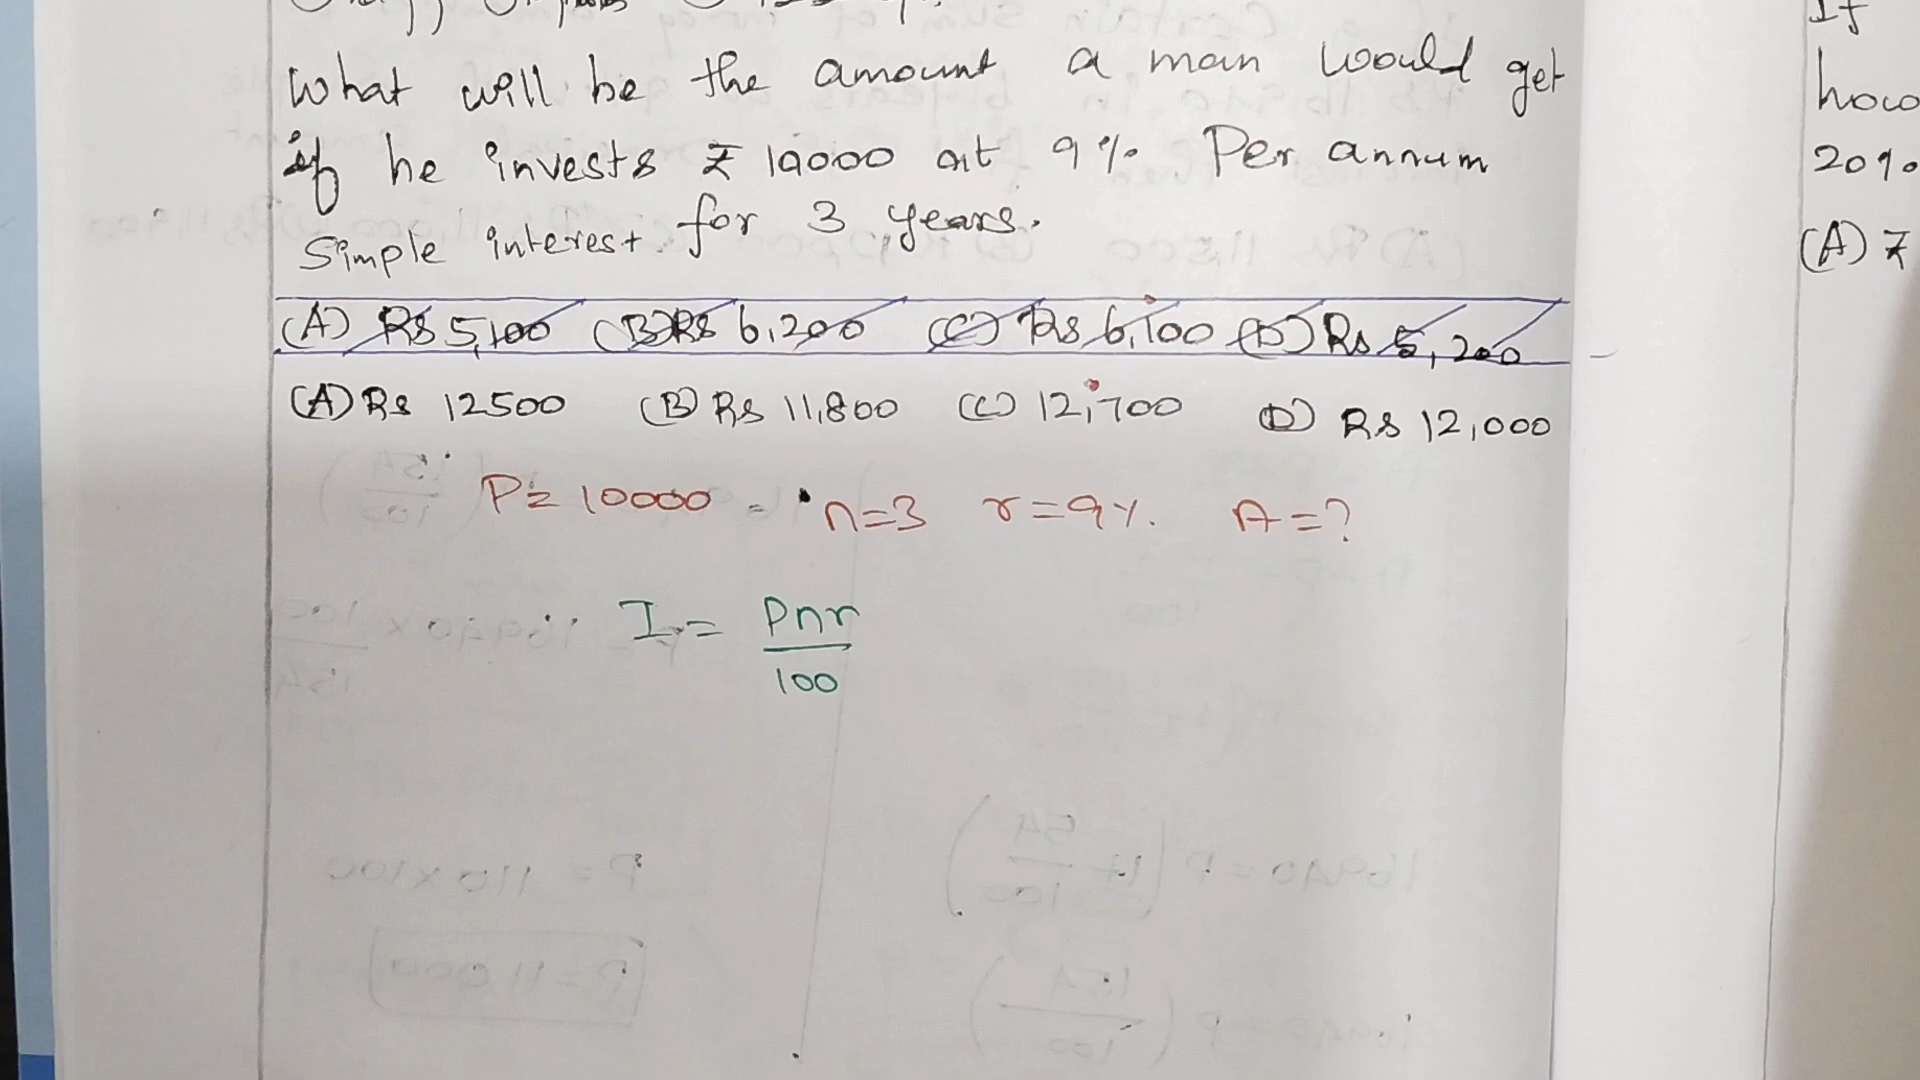 What will be the amount a man would get
if he invests ₹ 10000 at 9% Per annum
Simple interest for 3 years.
(A) Rs 5,100 (B) Rs 6,200 (C) Rs 6,100 (D) Rs 5,200
(A) Rs 12500 (B) Rs 11,800 (C) 12,700 (D) Rs 12,000
P = 10000 n=3 r=9%. A=?
I = Pnr
100
If
how
20%
(A) ₹